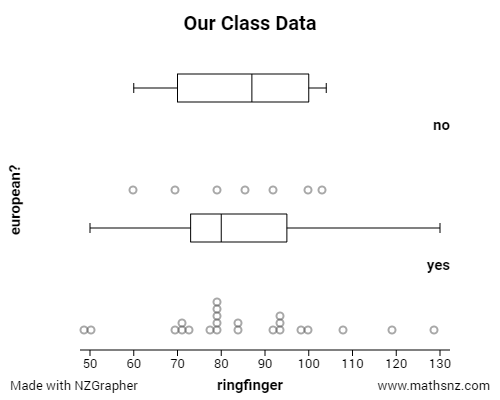 Our Class Data
no
european?
yes
50 60 70 80 90 100 110 120 130
Made with NZGrapher ringfinger www.mathsnz.com